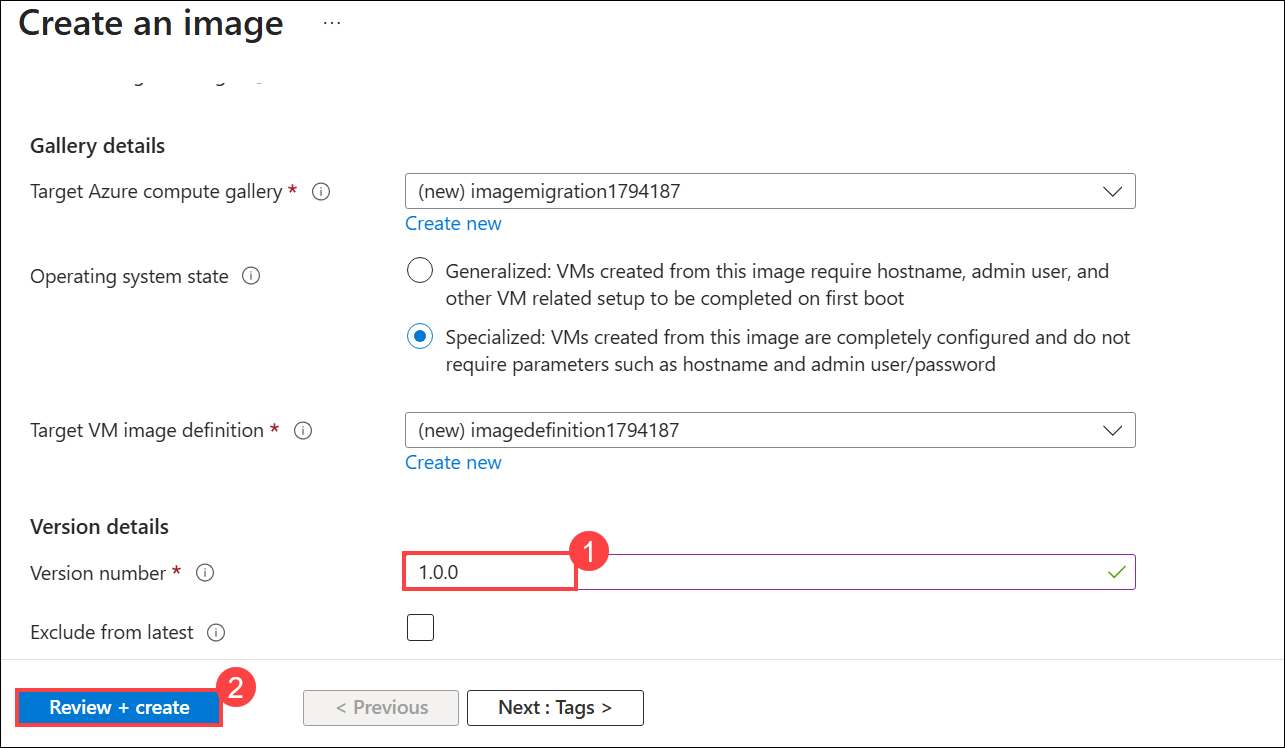 Create an image ...
Gallery details
Target Azure compute gallery *
(new) imagemigration1794187
Create new
Operating system state
Generalized: VMs created from this image require hostname, admin user, and
other VM related setup to be completed on first boot
Specialized: VMs created from this image are completely configured and do not
require parameters such as hostname and admin user/password
Target VM image definition *
(new) imagedefinition1794187
Create new
Version details
1
Version number *
1.0.0
Exclude from latest
2
Review + create
< Previous
Next : Tags >